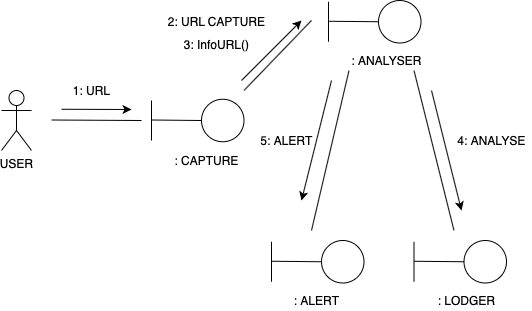 2: URL CAPTURE
3: InfoURL()
: ANALYSER
1: URL
USER
: CAPTURE
5: ALERT
4: ANALYSE
: ALERT
: LODGER